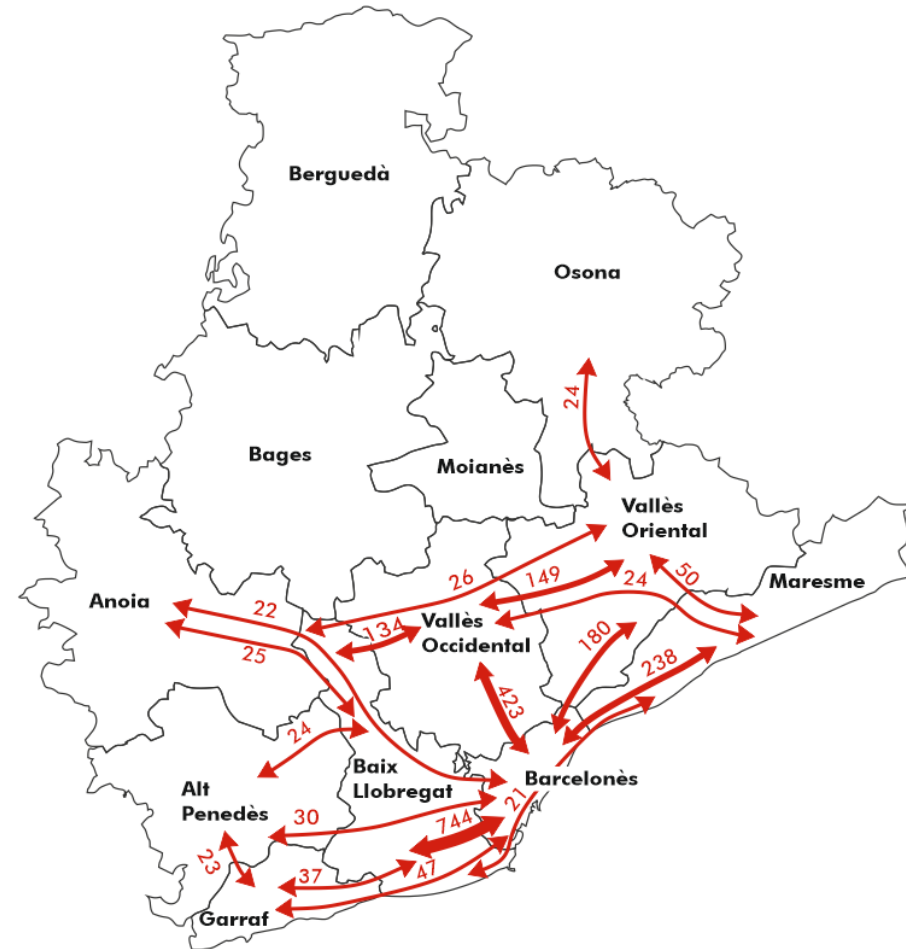 Berguedà
Osona
24
Bages
Moianès
Vallès
Oriental
Maresme
Anoia
26
149
24
50
22
134
Vallès
Occidental
180
25
238
423
24
Baix
Llobregat
Barcelonès
Alt
Penedès
30
744
21
23
37
47
Garraf